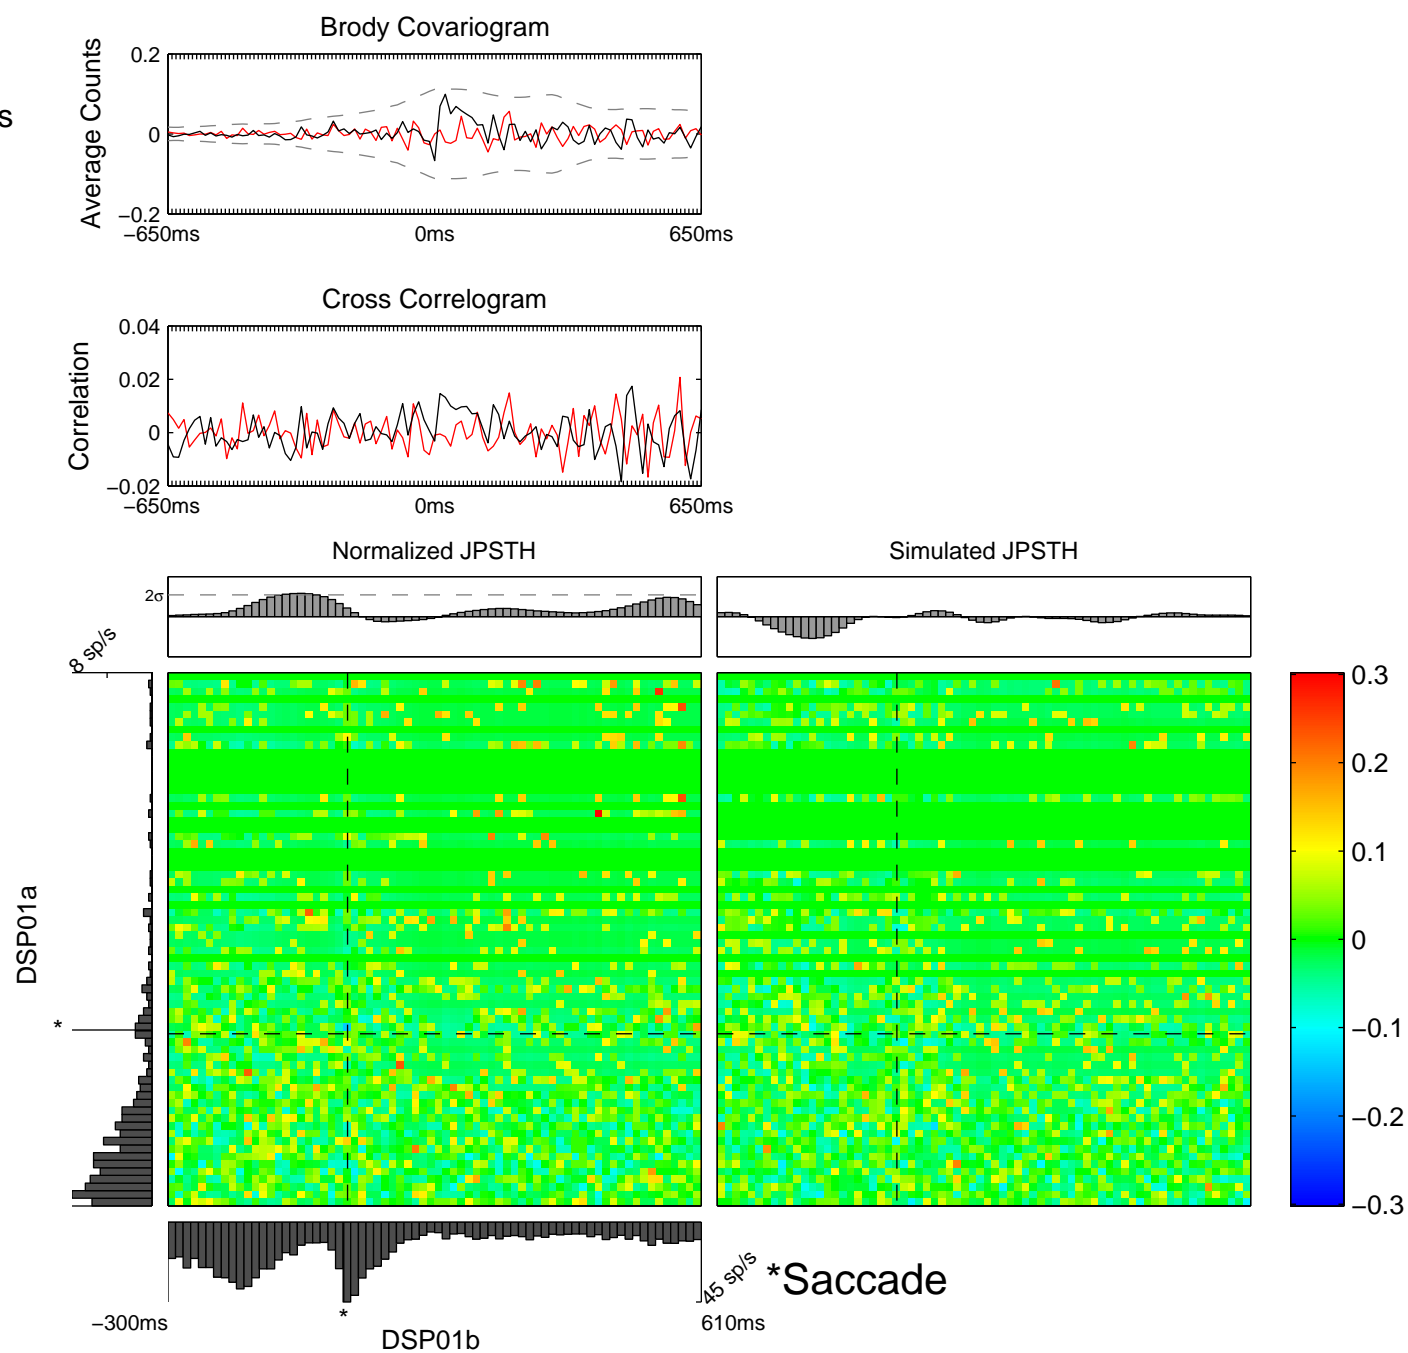 Brody Covariogram
s
Average Counts
0.2
0
−0.2
−650ms 0ms 650ms
Cross Correlogram
Correlation
0.04
0.02
0
−0.02
−650ms 0ms 650ms
Normalized JPSTH
Simulated JPSTH
2σ
8 sp/s
DSP01a
*
0.3
0.2
0.1
0
−0.1
−0.2
−0.3
45 sp/s
*Saccade
*
−300ms
610ms
DSP01b